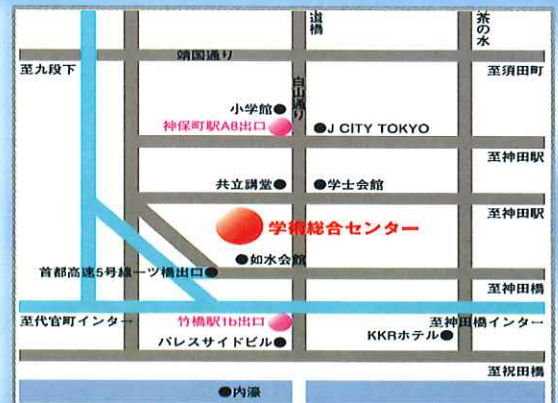 道橋
茶の水
靖国通り
至九段下
至須田町
白山通り
小学館●
神保町駅A8出口
●J CITY TOKYO
至神田駅
共立講堂●
●学士会館
至神田駅
学術総合センター
●如水会館
首都高速5号線一ツ橋出口●
至神田橋
至代官町インター
竹橋駅1b出口
至神田橋インター
パレスサイドビル●
KKRホテル●
至祝田橋
●内濠